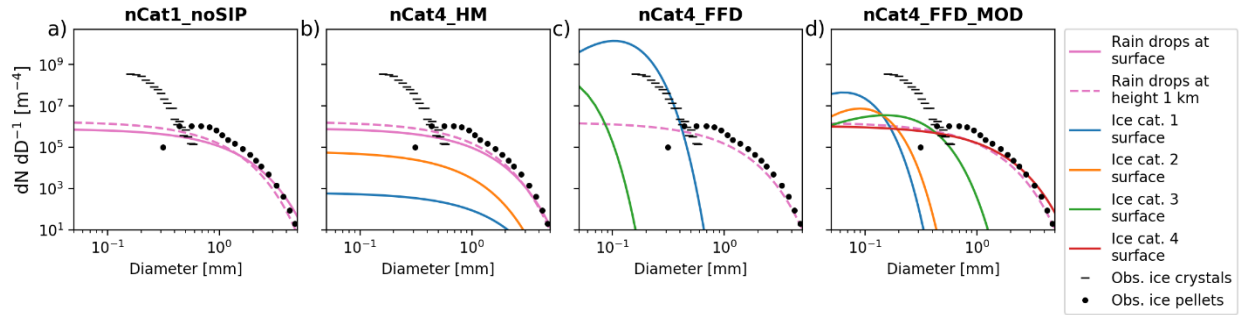 nCat1_noSIP nCat4_HM nCat4_FFD nCat4_FFD_MOD
a) b) c) d)
10⁹
10⁷
10⁵
10³
10¹
dN dD⁻¹ [m⁻⁴]
10⁻¹ 10⁰ 10⁻¹ 10⁰ 10⁻¹ 10⁰ 10⁻¹ 10⁰
Diameter [mm] Diameter [mm] Diameter [mm] Diameter [mm]
Rain drops at
surface
Rain drops at
height 1 km
Ice cat. 1
surface
Ice cat. 2
surface
Ice cat. 3
surface
Ice cat. 4
surface
Obs. ice crystals
Obs. ice pellets